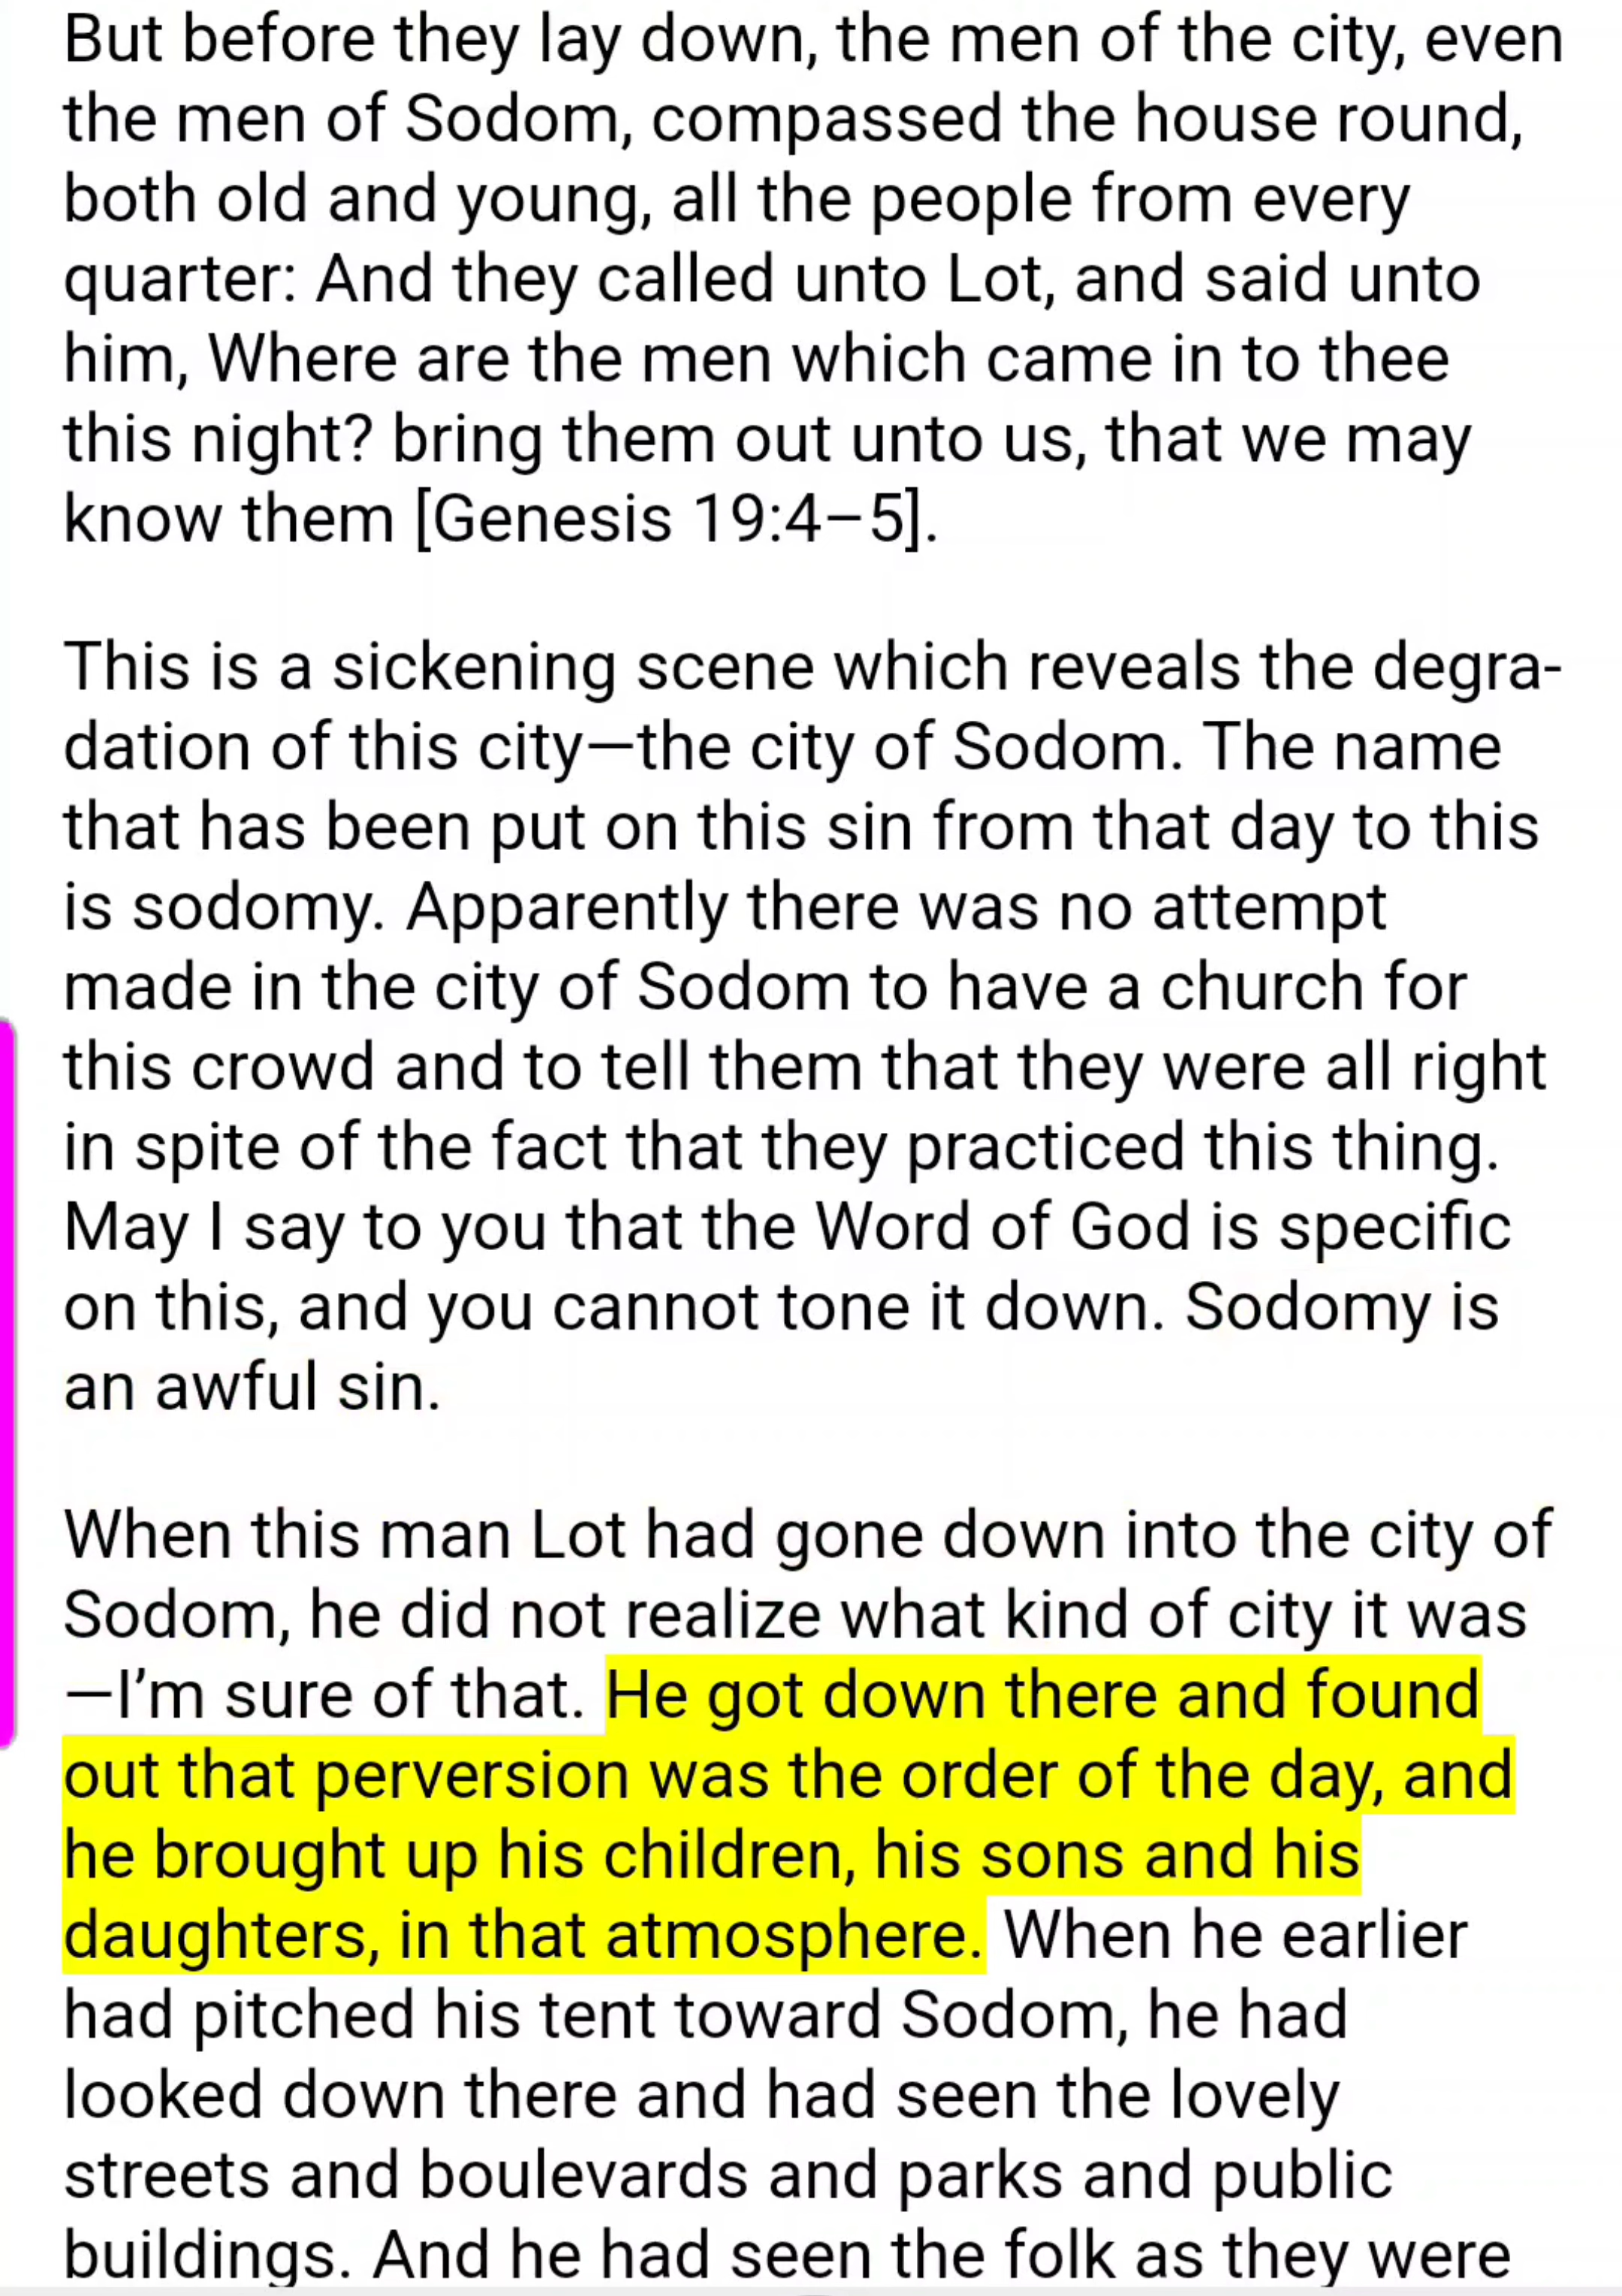 But before they lay down, the men of the city, even
the men of Sodom, compassed the house round,
both old and young, all the people from every
quarter: And they called unto Lot, and said unto
him, Where are the men which came in to thee
this night? bring them out unto us, that we may
know them [Genesis 19:4–5].
This is a sickening scene which reveals the degra-
dation of this city—the city of Sodom. The name
that has been put on this sin from that day to this
is sodomy. Apparently there was no attempt
made in the city of Sodom to have a church for
this crowd and to tell them that they were all right
in spite of the fact that they practiced this thing.
May I say to you that the Word of God is specific
on this, and you cannot tone it down. Sodomy is
an awful sin.
When this man Lot had gone down into the city of
Sodom, he did not realize what kind of city it was
—I’m sure of that. He got down there and found
out that perversion was the order of the day, and
he brought up his children, his sons and his
daughters, in that atmosphere. When he earlier
had pitched his tent toward Sodom, he had
looked down there and had seen the lovely
streets and boulevards and parks and public
buildings. And he had seen the folk as they were